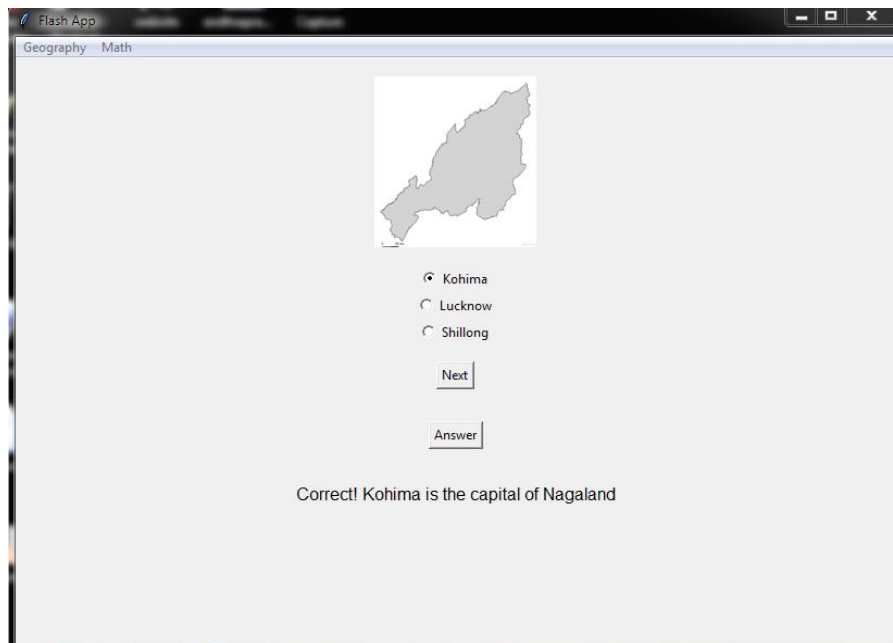 Flash App
Geography Math
Kohima
Lucknow
Shillong
Next
Answer
Correct! Kohima is the capital of Nagaland